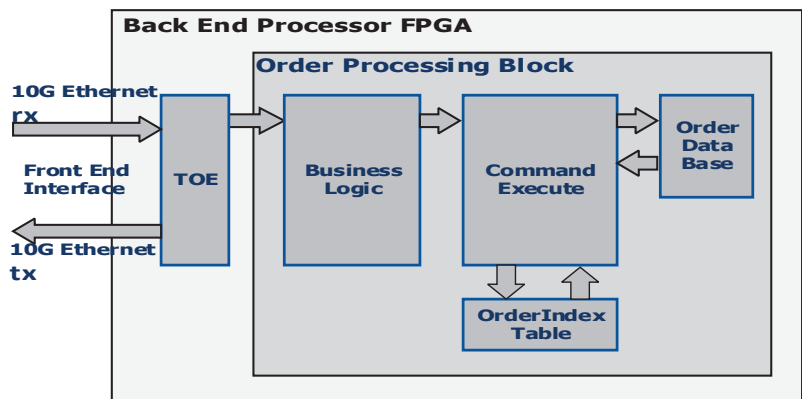 Back End Processor FPGA
Order Processing Block
10G Ethernet
rx
Front End
Interface
10G Ethernet
tx
TOE
Business
Logic
Command
Execute
Order
Data
Base
OrderIndex
Table